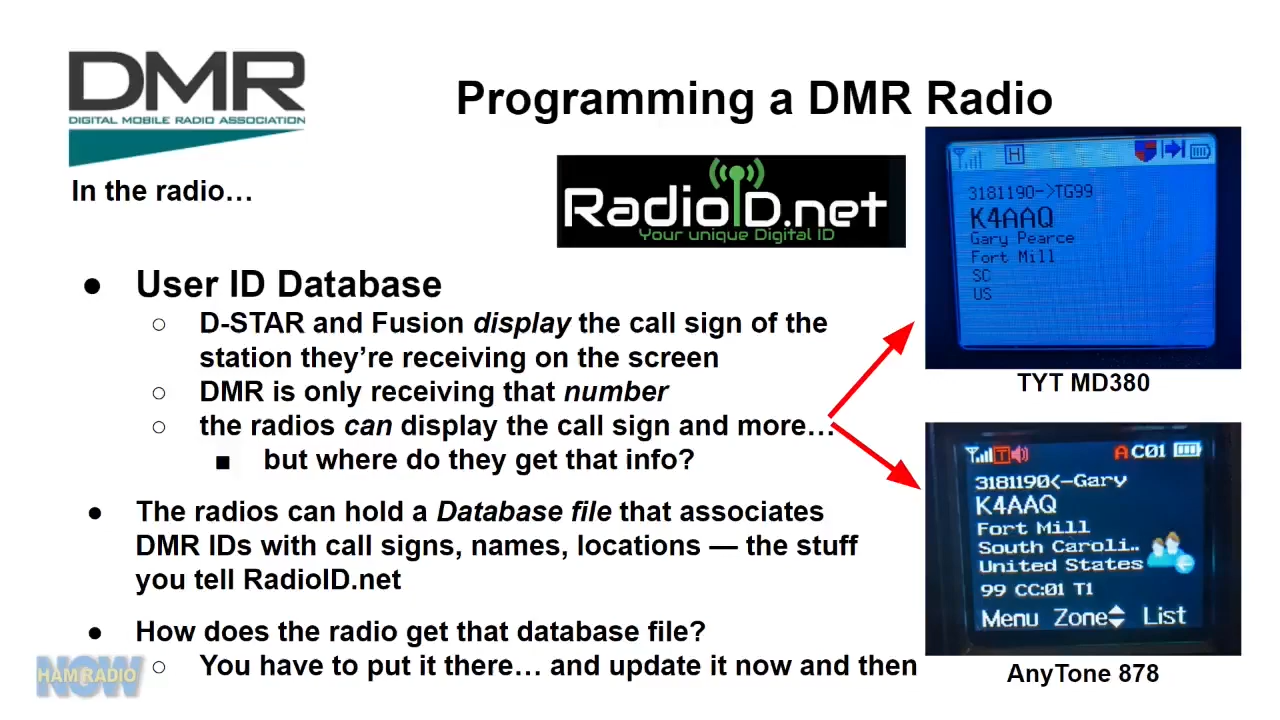 DMR
DIGITAL MOBILE RADIO ASSOCIATION
Programming a DMR Radio
In the radio…
RadioID.net
Your unique Digital ID
● User ID Database
○ D-STAR and Fusion display the call sign of the
station they’re receiving on the screen
○ DMR is only receiving that number
○ the radios can display the call sign and more…
■ but where do they get that info?
● The radios can hold a Database file that associates
DMR IDs with call signs, names, locations — the stuff
you tell RadioID.net
● How does the radio get that database file?
○ You have to put it there… and update it now and then
H
3181190->TG99
K4AAQ
Gary Pearce
Fort Mill
SC
US
TYT MD380
T A C01
3181190<-Gary
K4AAQ
Fort Mill
South Caroli..
United States
99 CC:01 T1
Menu Zone List
AnyTone 878
HAM RADIO
NOW